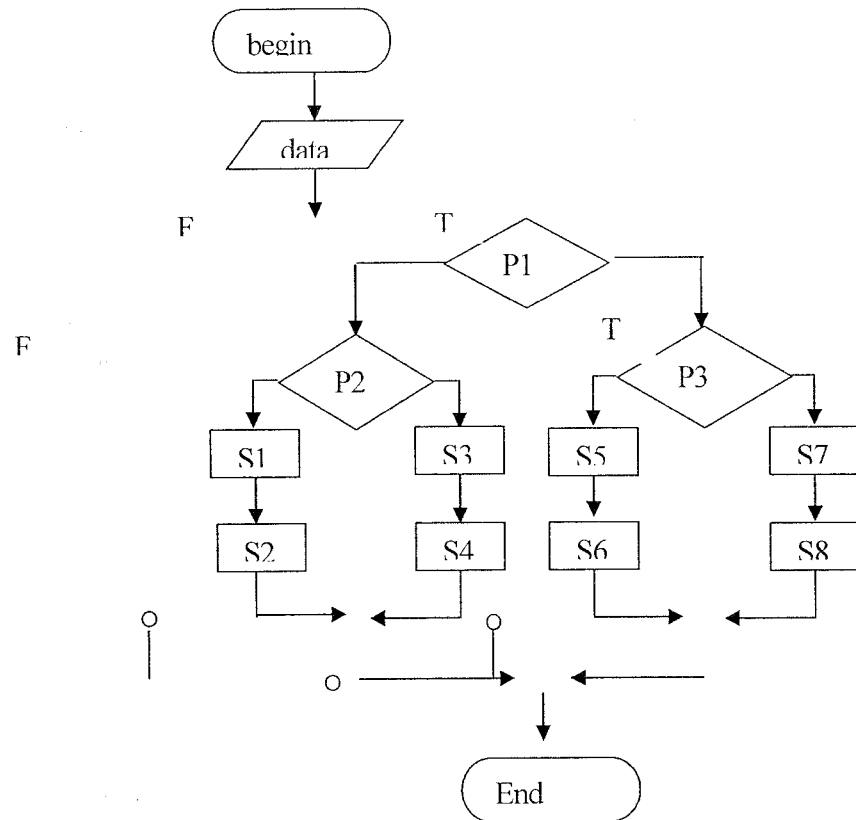 begin
data
F T
P1
T
F
P2 P3
S1 S3 S5 S7
S2 S4 S6 S8
O O
O
End